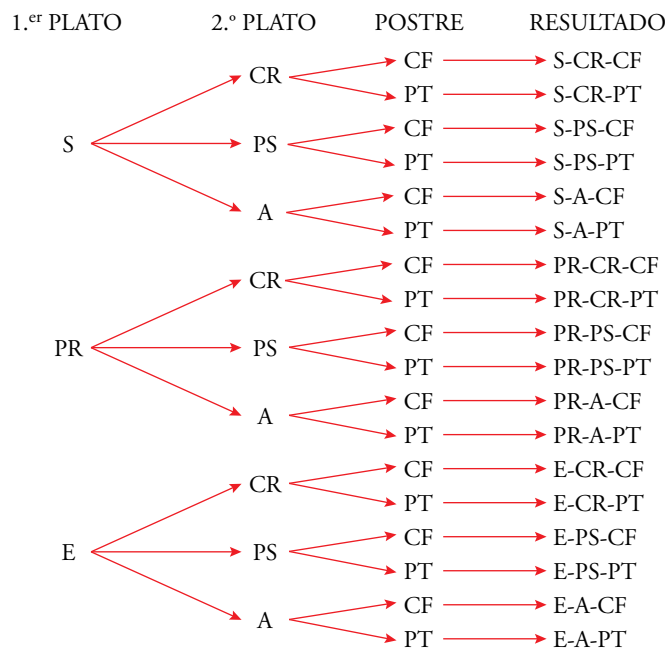 1.er PLATO 2.º PLATO POSTRE RESULTADO
CF S-CR-CF
CR
PT S-CR-PT
CF S-PS-CF
S PS
PT S-PS-PT
CF S-A-CF
A
PT S-A-PT
CF PR-CR-CF
CR
PT PR-CR-PT
CF PR-PS-CF
PR PS
PT PR-PS-PT
CF PR-A-CF
A
PT PR-A-PT
CF E-CR-CF
CR
PT E-CR-PT
CF E-PS-CF
E PS
PT E-PS-PT
CF E-A-CF
A
PT E-A-PT